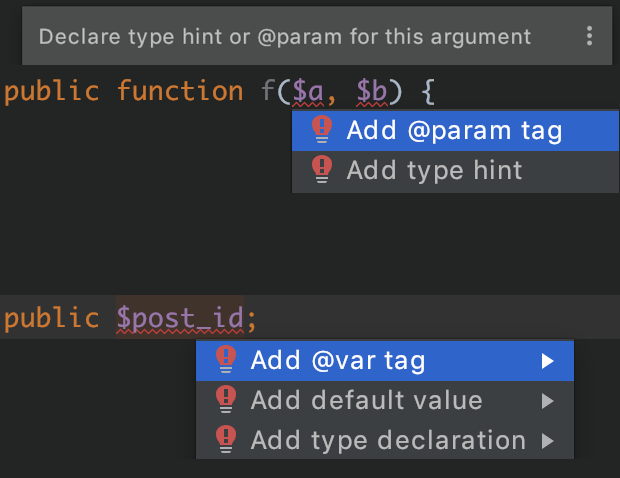 Declare type hint or @param for this argument
public function f($a, $b) {
Add @param tag
Add type hint
public $post_id;
Add @var tag
Add default value
Add type declaration